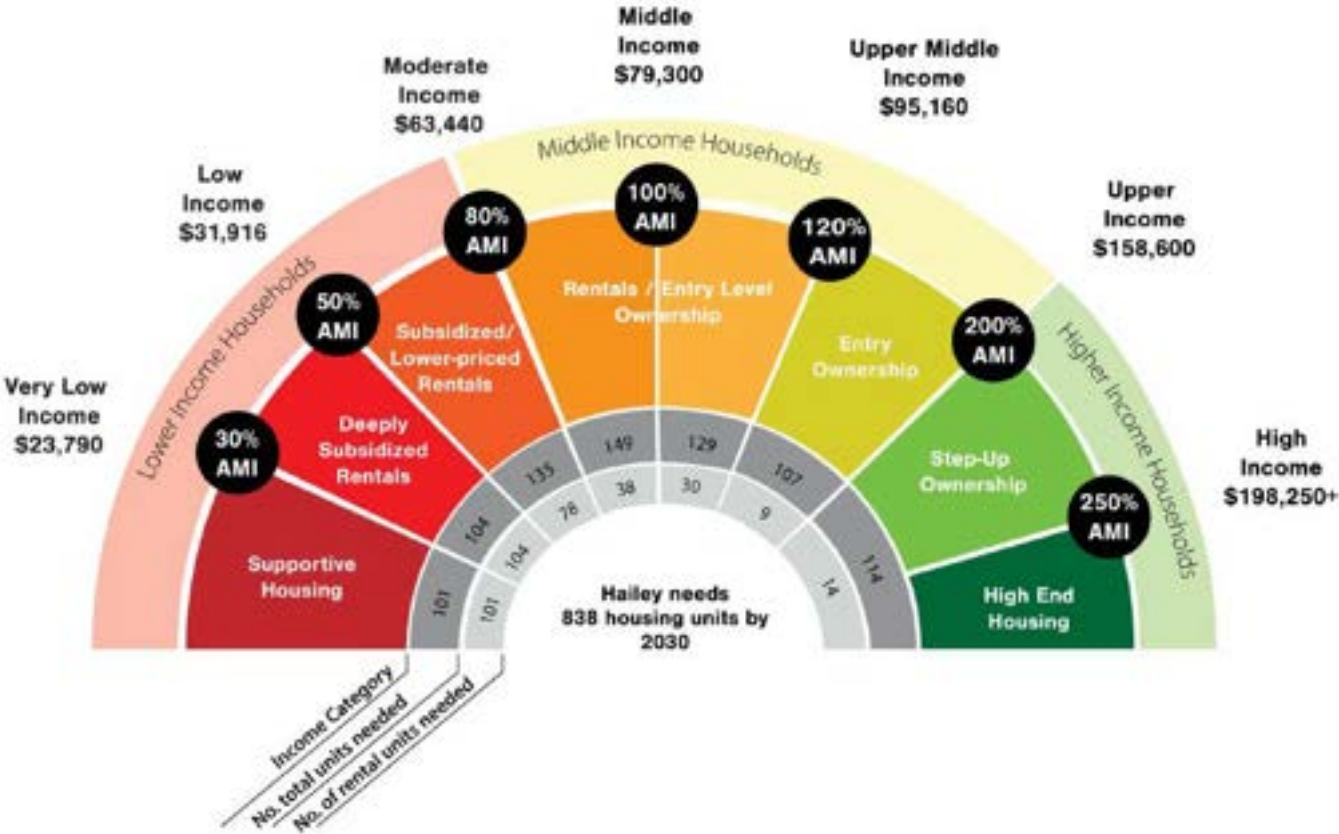 Very Low
Income
$23,790
Low
Income
$31,916
Moderate
Income
$63,440
Middle
Income
$79,300
Upper Middle
Income
$95,160
Upper
Income
$158,600
High
Income
$198,250+
Lower Income Households
Middle Income Households
Higher Income Households
30%
AMI
50%
AMI
80%
AMI
100%
AMI
120%
AMI
200%
AMI
250%
AMI
Supportive
Housing
Deeply
Subsidized
Rentals
Subsidized/
Lower-priced
Rentals
Rentals / Entry Level
Ownership
Entry
Ownership
Step-Up
Ownership
High End
Housing
101
104
135
149
129
107
114
101
104
78
38
30
9
14
Hailey needs
838 housing units by
2030
Income Category
No. total units needed
No. of rental units needed